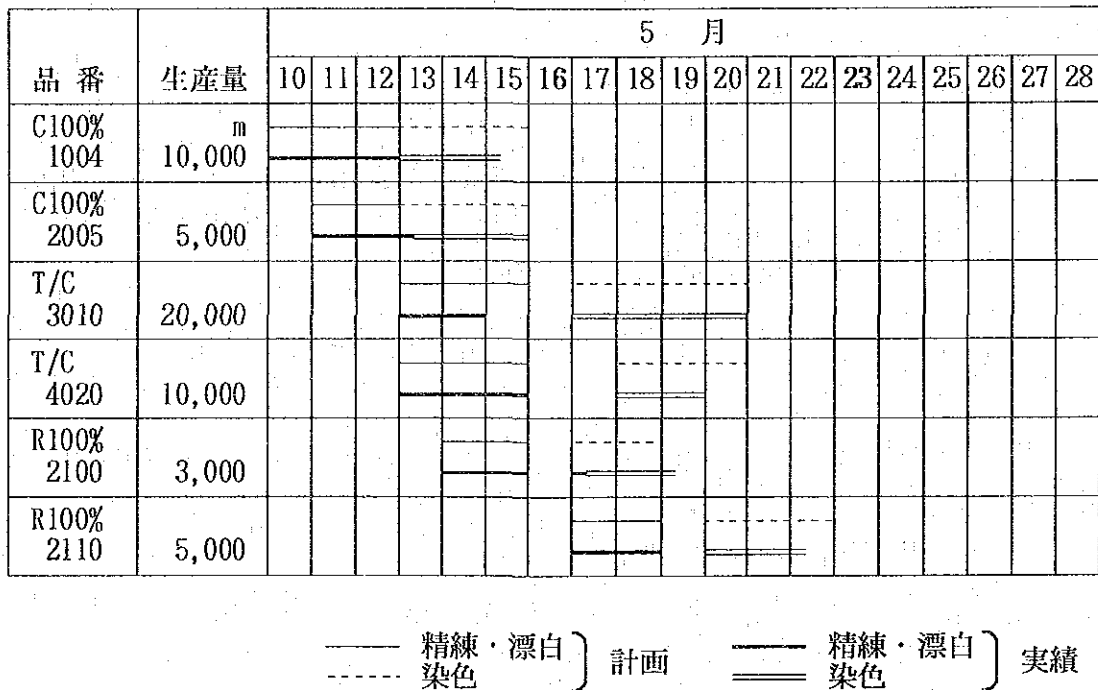 5 月
品 番 生産量 10 11 12 13 14 15 16 17 18 19 20 21 22 23 24 25 26 27 28
C100% m
1004 10,000
C100%
2005 5,000
T/C
3010 20,000
T/C
4020 10,000
R100%
2100 3,000
R100%
2110 5,000
精練・漂白 計画 精練・漂白 実績
染色 染色